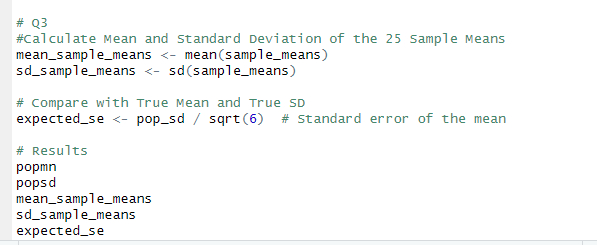 # Q3
#Calculate Mean and Standard Deviation of the 25 Sample Means
mean_sample_means <- mean(sample_means)
sd_sample_means <- sd(sample_means)
# Compare with True Mean and True SD
expected_se <- pop_sd / sqrt(6)  # Standard error of the mean
# Results
popmn
popsd
mean_sample_means
sd_sample_means
expected_se